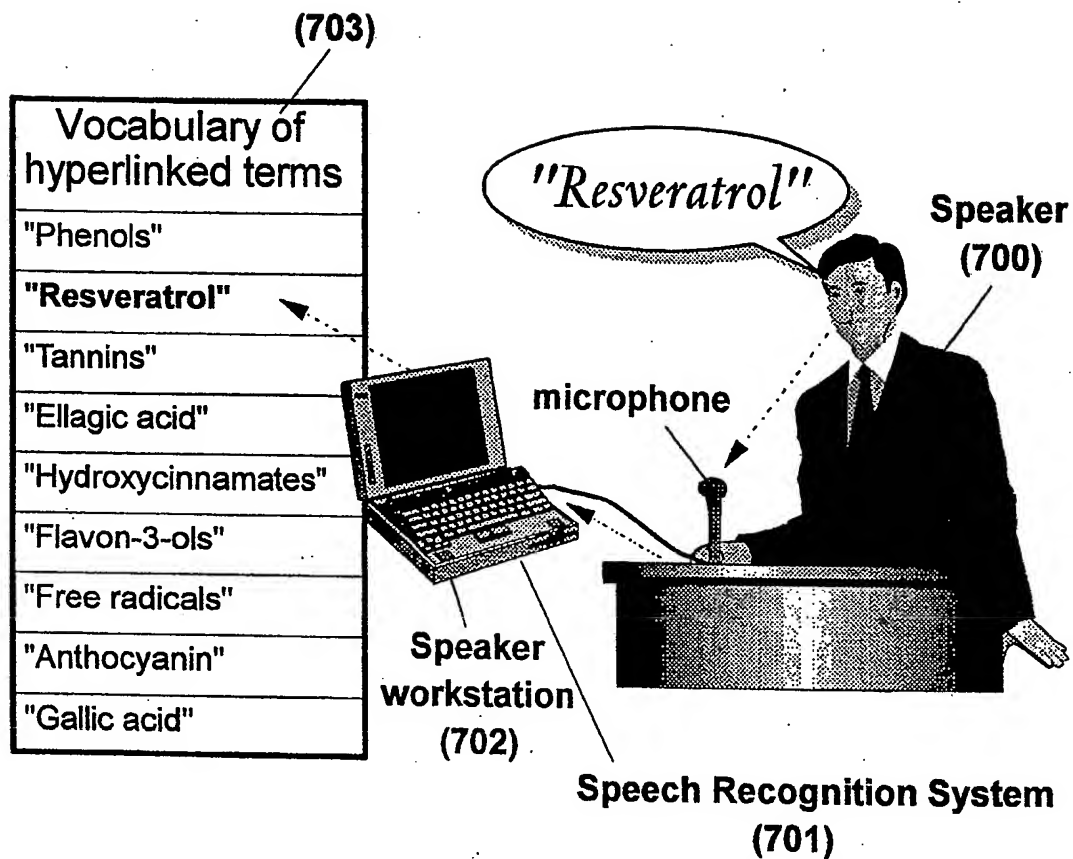 (703)
Vocabulary of
hyperlinked terms
"Phenols"
"Resveratrol"
"Tannins"
"Ellagic acid"
"Hydroxycinnamates"
"Flavon-3-ols"
"Free radicals"
"Anthocyanin"
"Gallic acid"
"Resveratrol"
Speaker
(700)
microphone
Speaker
workstation
(702)
Speech Recognition System
(701)